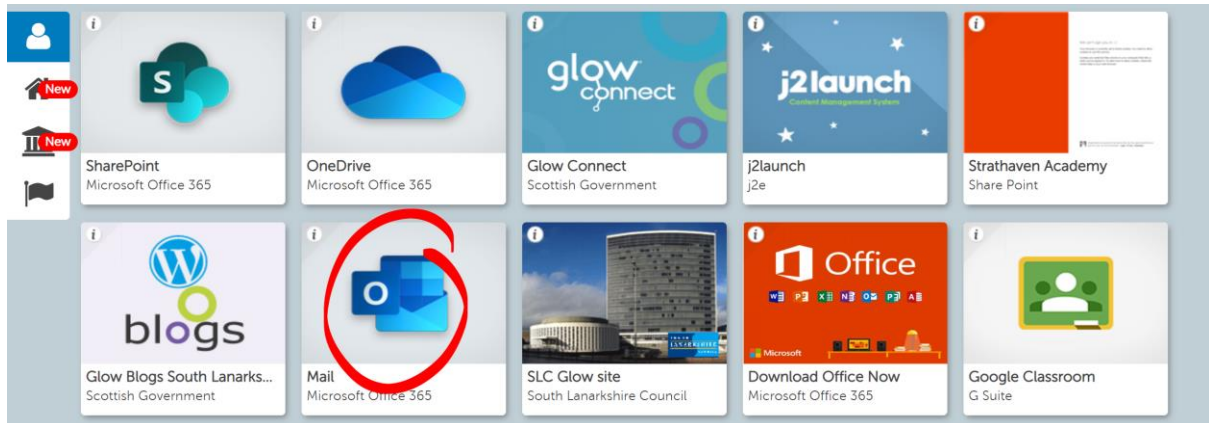 New
New
S
SharePoint
Microsoft Office 365
OneDrive
Microsoft Office 365
glow
connect
Glow Connect
Scottish Government
j2launch
Content Management System
j2launch
j2e
Strathaven Academy
Share Point
blogs
Glow Blogs South Lanarks...
Scottish Government
O
Mail
Microsoft Office 365
SLC Glow site
South Lanarkshire Council
Office
Microsoft
Download Office Now
Microsoft Office 365
Google Classroom
G Suite